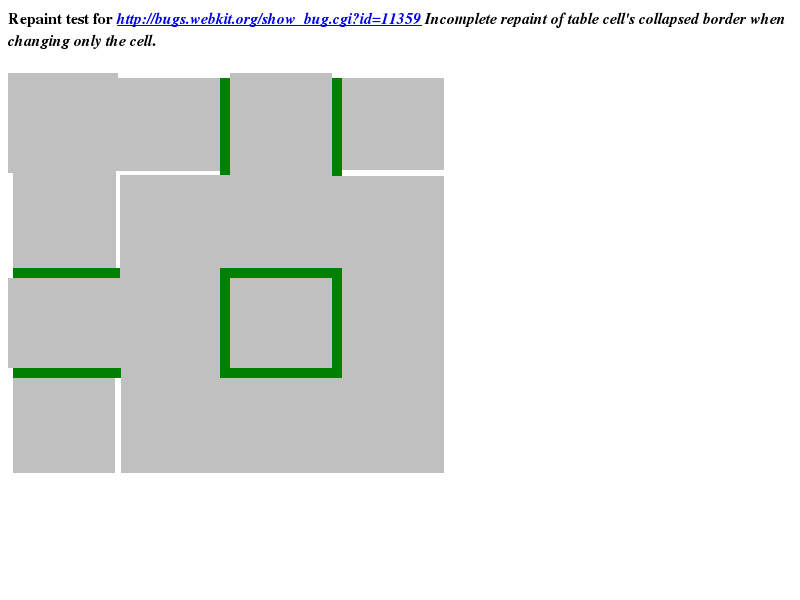 Repaint test for http://bugs.webkit.org/show_bug.cgi?id=11359 Incomplete repaint of table cell's collapsed border when
changing only the cell.